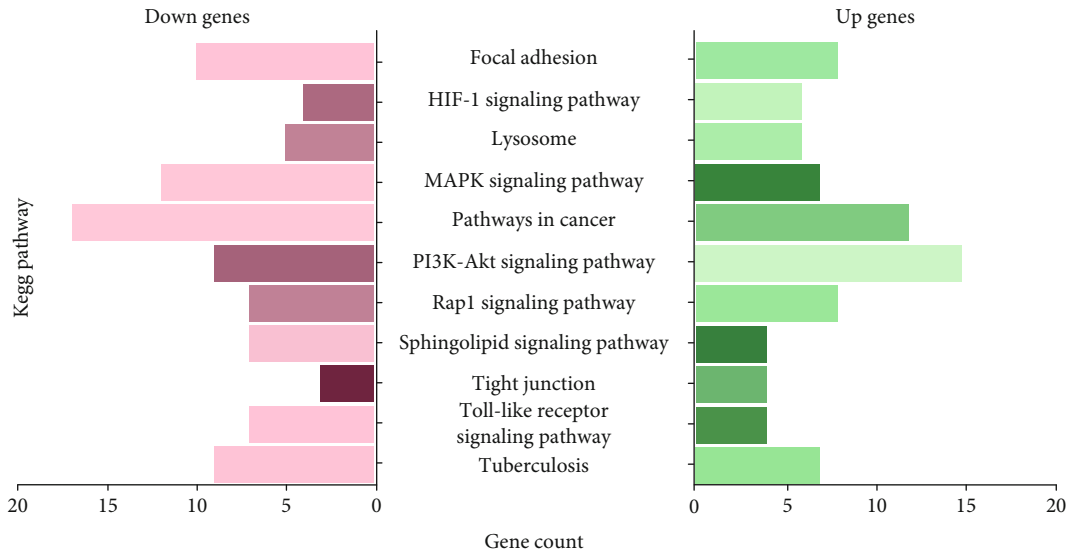 Down genes
Up genes
Kegg pathway
Focal adhesion
HIF-1 signaling pathway
Lysosome
MAPK signaling pathway
Pathways in cancer
PI3K-Akt signaling pathway
Rap1 signaling pathway
Sphingolipid signaling pathway
Tight junction
Toll-like receptor
signaling pathway
Tuberculosis
20 15 10 5 0
0 5 10 15 20
Gene count